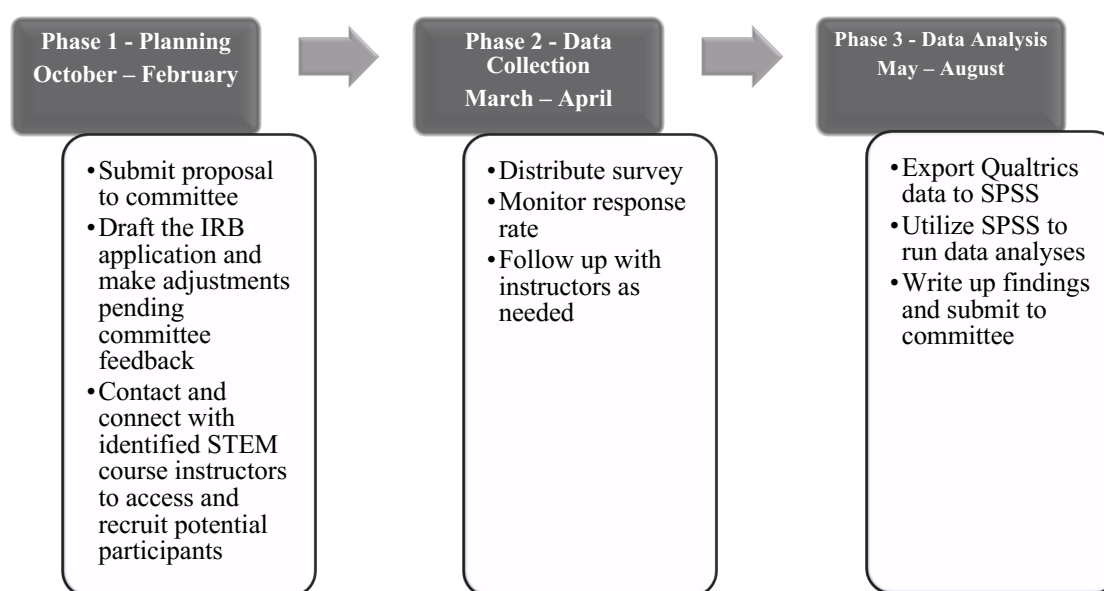 Phase 1 - Planning
October – February
•Submit proposal
to committee
•Draft the IRB
application and
make adjustments
pending
committee
feedback
•Contact and
connect with
identified STEM
course instructors
to access and
recruit potential
participants
Phase 2 - Data
Collection
March – April
•Distribute survey
•Monitor response
rate
•Follow up with
instructors as
needed
Phase 3 - Data Analysis
May – August
•Export Qualtrics
data to SPSS
•Utilize SPSS to
run data analyses
•Write up findings
and submit to
committee